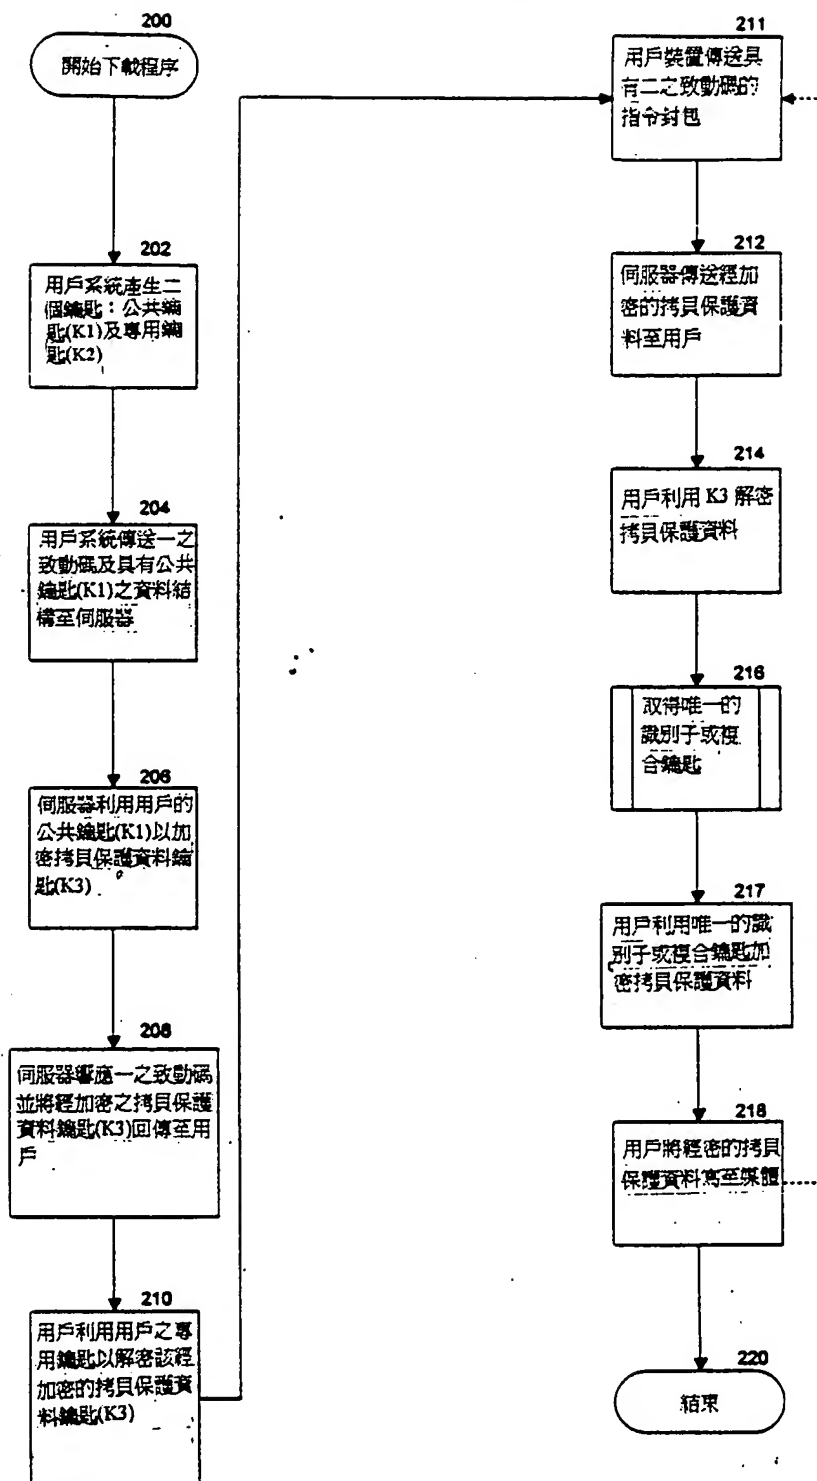 200
開始下載程序
202
用戶系統產生二
個鑰匙：公共鑰
匙(K1)及專用鑰
匙(K2)
204
用戶系統傳送一之
致動碼及具有公共
鑰匙(K1)之資料結
構至伺服器
206
伺服器利用用戶的
公共鑰匙(K1)以加
密拷貝保護資料鑰
匙(K3)
208
伺服器響應一之致動碼
並將經加密之拷貝保護
資料鑰匙(K3)回傳至用
戶
210
用戶利用用戶之專
用鑰匙以解密該經
加密的拷貝保護資
料鑰匙(K3)
211
用戶裝置傳送具
有二之致動碼的
指令封包
212
伺服器傳送經加
密的拷貝保護資
料至用戶
214
用戶利用 K3 解密
拷貝保護資料
216
取得唯一的
識別子或複
合鑰匙
217
用戶利用唯一的識
別子或複合鑰匙加
密拷貝保護資料
218
用戶將經密的拷貝
保護資料寫至媒體
220
結束